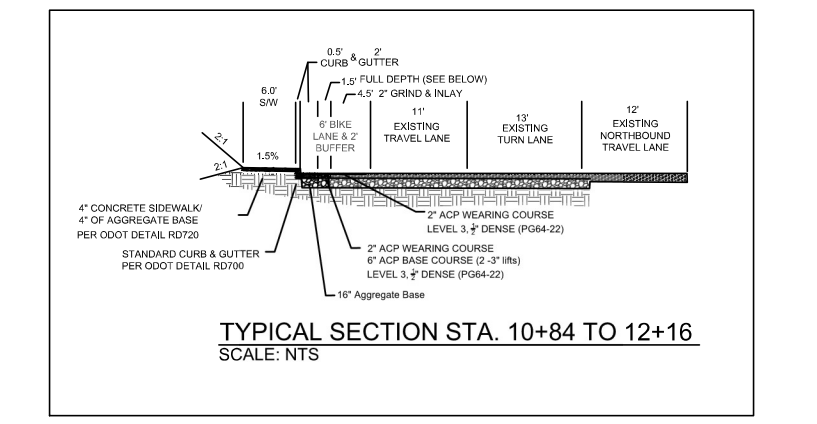 0.5' 2'
CURB & GUTTER
1.5' FULL DEPTH (SEE BELOW)
4.5' 2" GRIND & INLAY
6.0'
S/W
11'
EXISTING
TRAVEL LANE
13'
EXISTING
TURN LANE
12'
EXISTING
NORTHBOUND
TRAVEL LANE
6' BIKE
LANE & 2'
BUFFER
2:1
1.5%
2:1
4" CONCRETE SIDEWALK/
4" OF AGGREGATE BASE
PER ODOT DETAIL RD720
STANDARD CURB & GUTTER
PER ODOT DETAIL RD700
2" ACP WEARING COURSE
LEVEL 3, ½" DENSE (PG64-22)
2" ACP WEARING COURSE
6" ACP BASE COURSE (2 -3" lifts)
LEVEL 3, ½" DENSE (PG64-22)
16" Aggregate Base
TYPICAL SECTION STA. 10+84 TO 12+16
SCALE: NTS